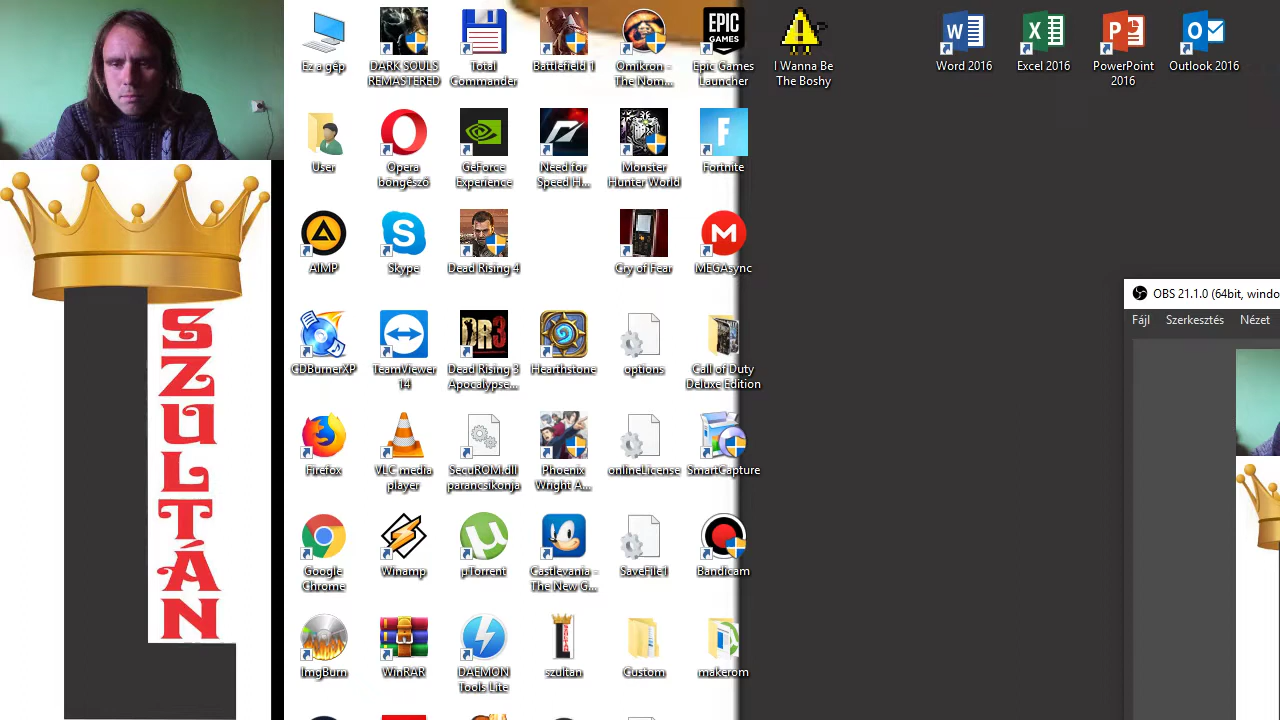 SZULTÁN
Ez a gép
DARK SOULS
REMASTERED
Total
Commander
Battlefield 1
Omikron -
The Nom...
EPIC
GAMES
Epic Games
Launcher
I Wanna Be
The Boshy
Word 2016
Excel 2016
PowerPoint
2016
Outlook 2016
User
Opera
böngésző
GeForce
Experience
Need for
Speed H...
Monster
Hunter World
Fortnite
AIMP
Skype
Dead Rising 4
Cry of Fear
MEGAsync
OBS 21.1.0 (64bit, windo
Fájl Szerkesztés Nézet
CDBurnerXP
TeamViewer
14
DR3
Dead Rising 3
Apocalypse...
Hearthstone
options
Call of Duty
Deluxe Edition
Firefox
VLC media
player
SecuROM.dll
parancsikonja
Phoenix
Wright A...
onlineLicense
SmartCapture
Google
Chrome
Winamp
µTorrent
Castlevania -
The New G...
SaveFile1
Bandicam
ImgBurn
WinRAR
DAEMON
Tools Lite
SZULTÁN
szultan
Custom
makerom